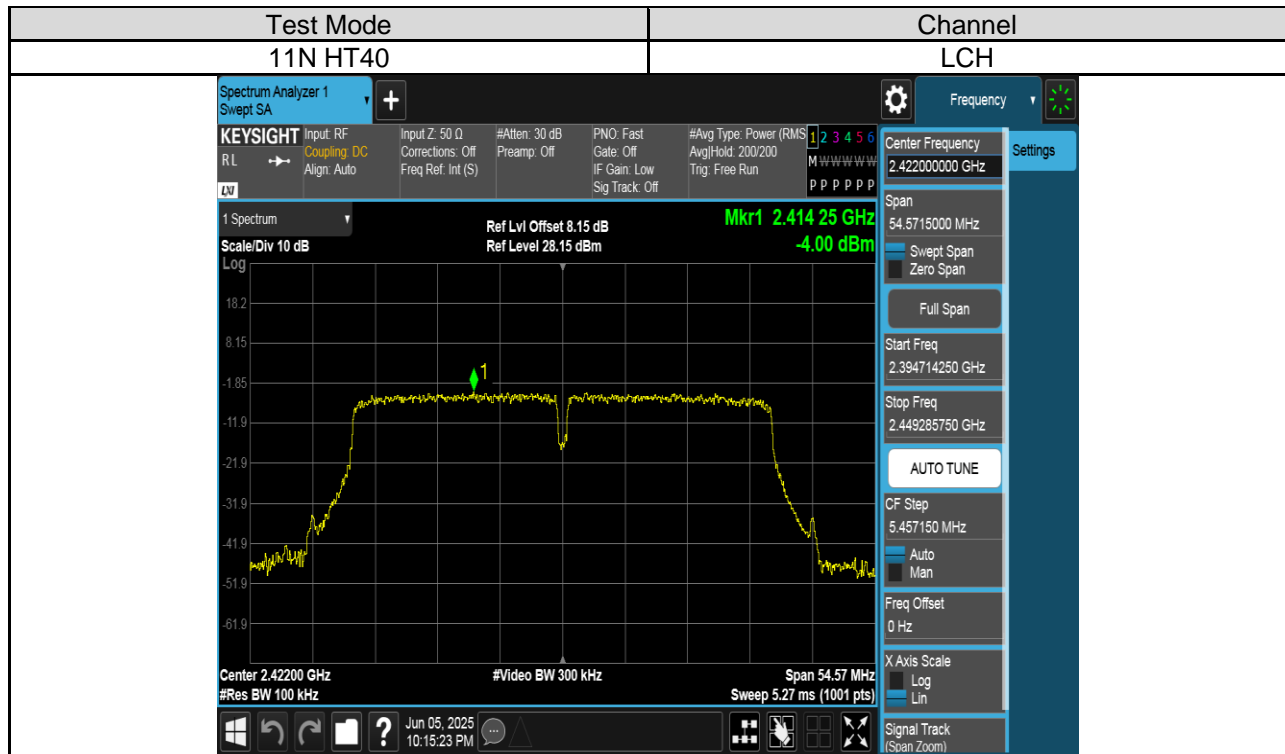 Test Mode Channel
11N HT40 LCH
Spectrum Analyzer 1
Swept SA
+
Frequency
KEYSIGHT
R L
LXI
Input: RF
Coupling: DC
Align: Auto
Input Z: 50 Ω
Corrections: Off
Freq Ref: Int (S)
#Atten: 30 dB
Preamp: Off
PNO: Fast
Gate: Off
IF Gain: Low
Sig Track: Off
#Avg Type: Power (RMS
Avg|Hold: 200/200
Trig: Free Run
1 2 3 4 5 6
M W W W W W
P P P P P P
1 Spectrum
Scale/Div 10 dB
Ref Lvl Offset 8.15 dB
Ref Level 28.15 dBm
Mkr1 2.414 25 GHz
-4.00 dBm
Log
18.2
8.15
-1.85
-11.9
-21.9
-31.9
-41.9
-51.9
-61.9
1
Center 2.42200 GHz
#Res BW 100 kHz
#Video BW 300 kHz
Span 54.57 MHz
Sweep 5.27 ms (1001 pts)
?
Jun 05, 2025
10:15:23 PM
Center Frequency
2.422000000 GHz
Settings
Span
54.5715000 MHz
Swept Span
Zero Span
Full Span
Start Freq
2.394714250 GHz
Stop Freq
2.449285750 GHz
AUTO TUNE
CF Step
5.457150 MHz
Auto
Man
Freq Offset
0 Hz
X Axis Scale
Log
Lin
Signal Track
(Span Zoom)